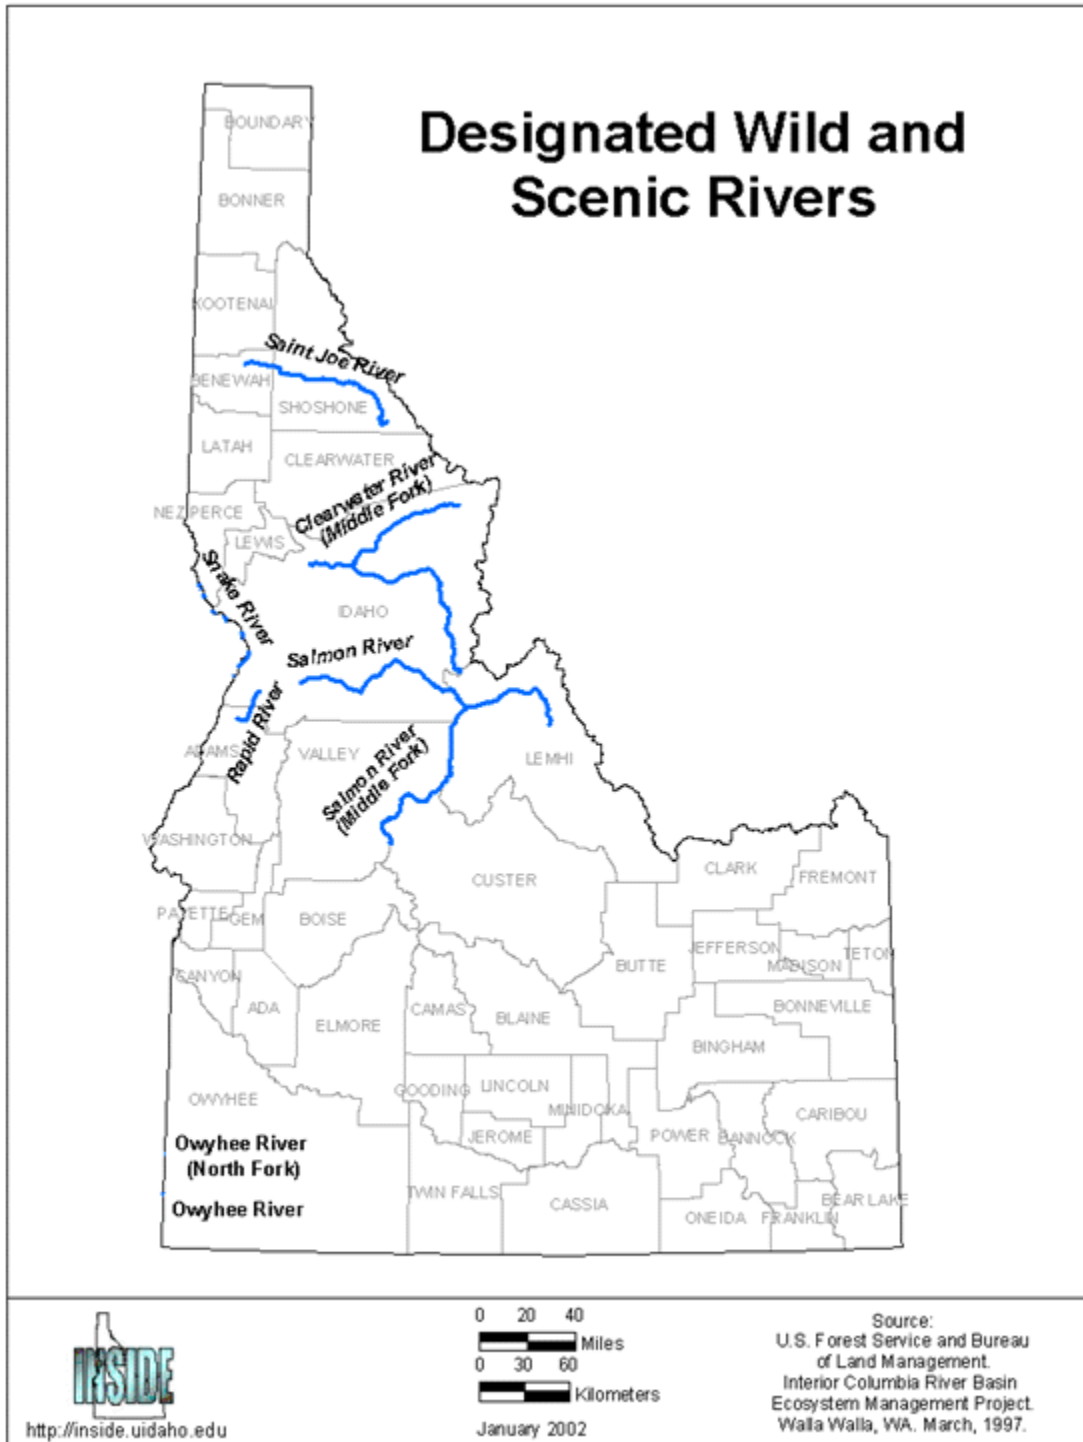 Designated Wild and
Scenic Rivers
BOUNDARY
BONNER
KOOTENAI
Saint Joe River
BENEWAH
SHOSHONE
LATAH
CLEARWATER
Clearwater River
(Middle Fork)
NEZ PERCE
LEWIS
Snake River
IDAHO
Salmon River
Rapid River
ADAMS
VALLEY
Salmon River
(Middle Fork)
LEMHI
WASHINGTON
CUSTER
CLARK
FREMONT
PAYETTE
GEM
BOISE
JEFFERSON
MADISON
TETON
BUTTE
CANYON
ADA
ELMORE
CAMAS
BLAINE
BONNEVILLE
BINGHAM
OWYHEE
GOODING
LINCOLN
MINIDOKA
JEROME
POWER
BANNOCK
CARIBOU
Owyhee River
(North Fork)
Owyhee River
TWIN FALLS
CASSIA
ONEIDA
FRANKLIN
BEAR LAKE
INSIDE
http://inside.uidaho.edu
0 20 40
Miles
0 30 60
Kilometers
January 2002
Source:
U.S. Forest Service and Bureau
of Land Management.
Interior Columbia River Basin
Ecosystem Management Project.
Walla Walla, WA. March, 1997.